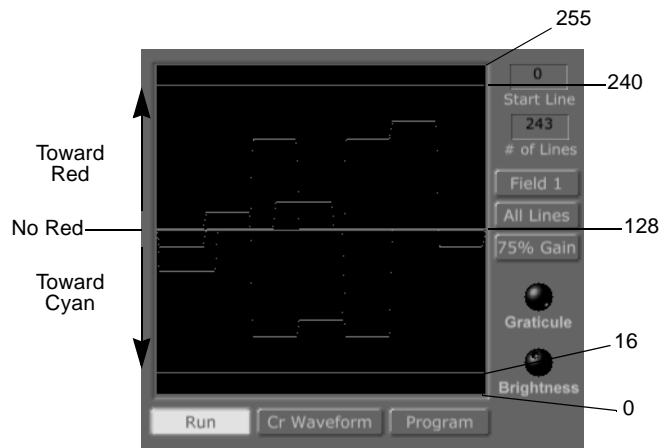 255
0
240
Start Line
243
# of Lines
Toward
Red
Field 1
No Red
All Lines
128
75% Gain
Toward
Cyan
Graticule
16
Brightness
0
Run
Cr Waveform
Program